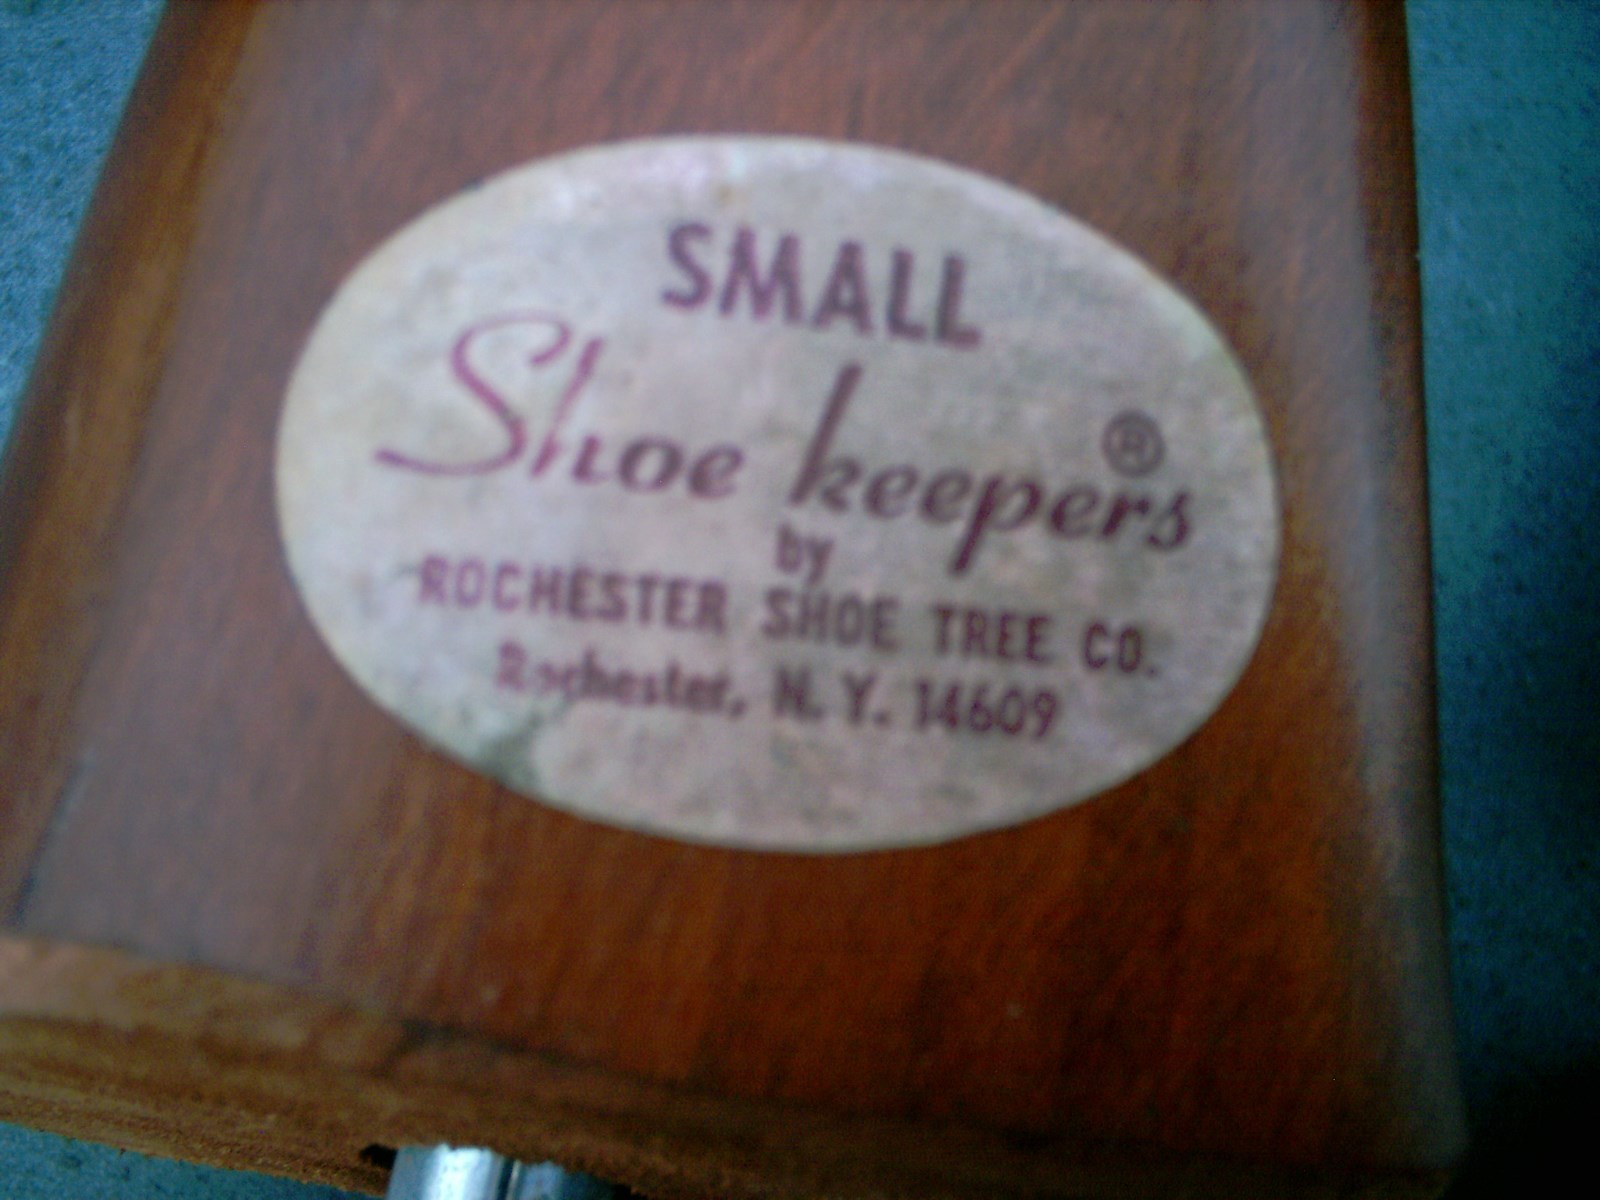 SMALL
Shoe keepers®
by
ROCHESTER SHOE TREE CO.
Rochester, N. Y. 14609